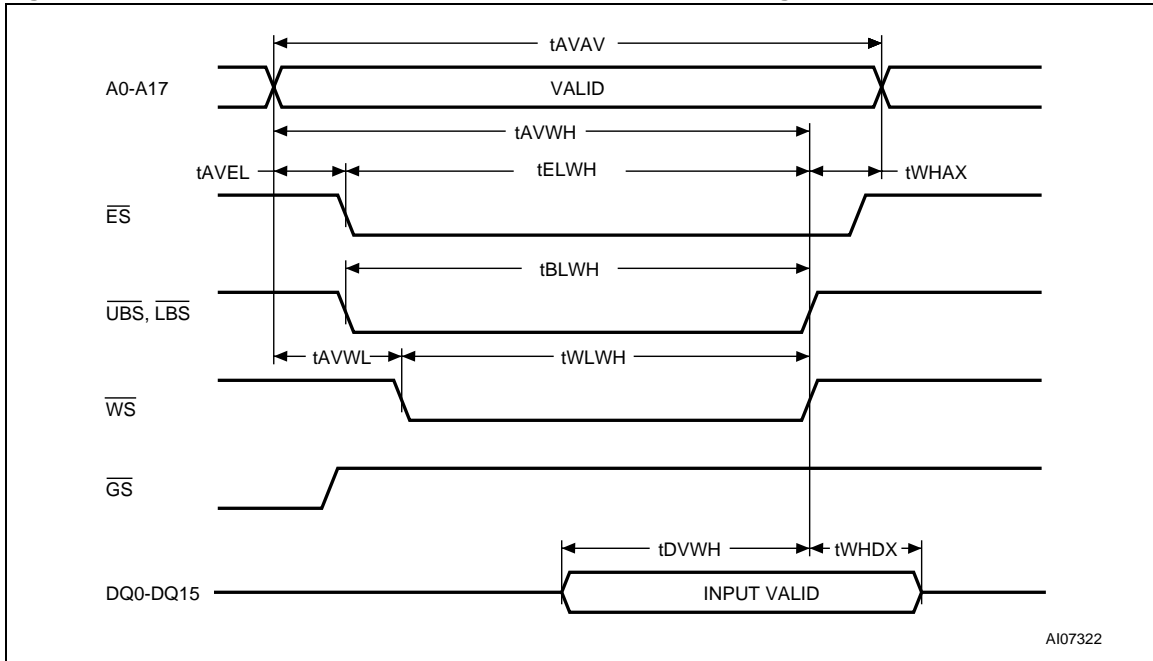 tAVAV
A0-A17
VALID
tAVWH
tAVEL
tELWH
tWHAX
ES
tBLWH
UBS, LBS
tAVWL
tWLWH
WS
GS
tDVWH
tWHDX
DQ0-DQ15
INPUT VALID
AI07322